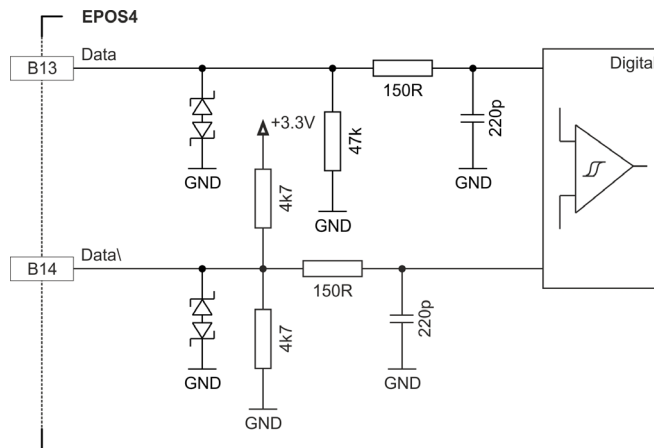 EPOS4
B13
Data
Digital
150R
220p
+3.3V
47k
GND
GND
4k7
GND
B14
Data\
150R
220p
4k7
GND
GND
GND